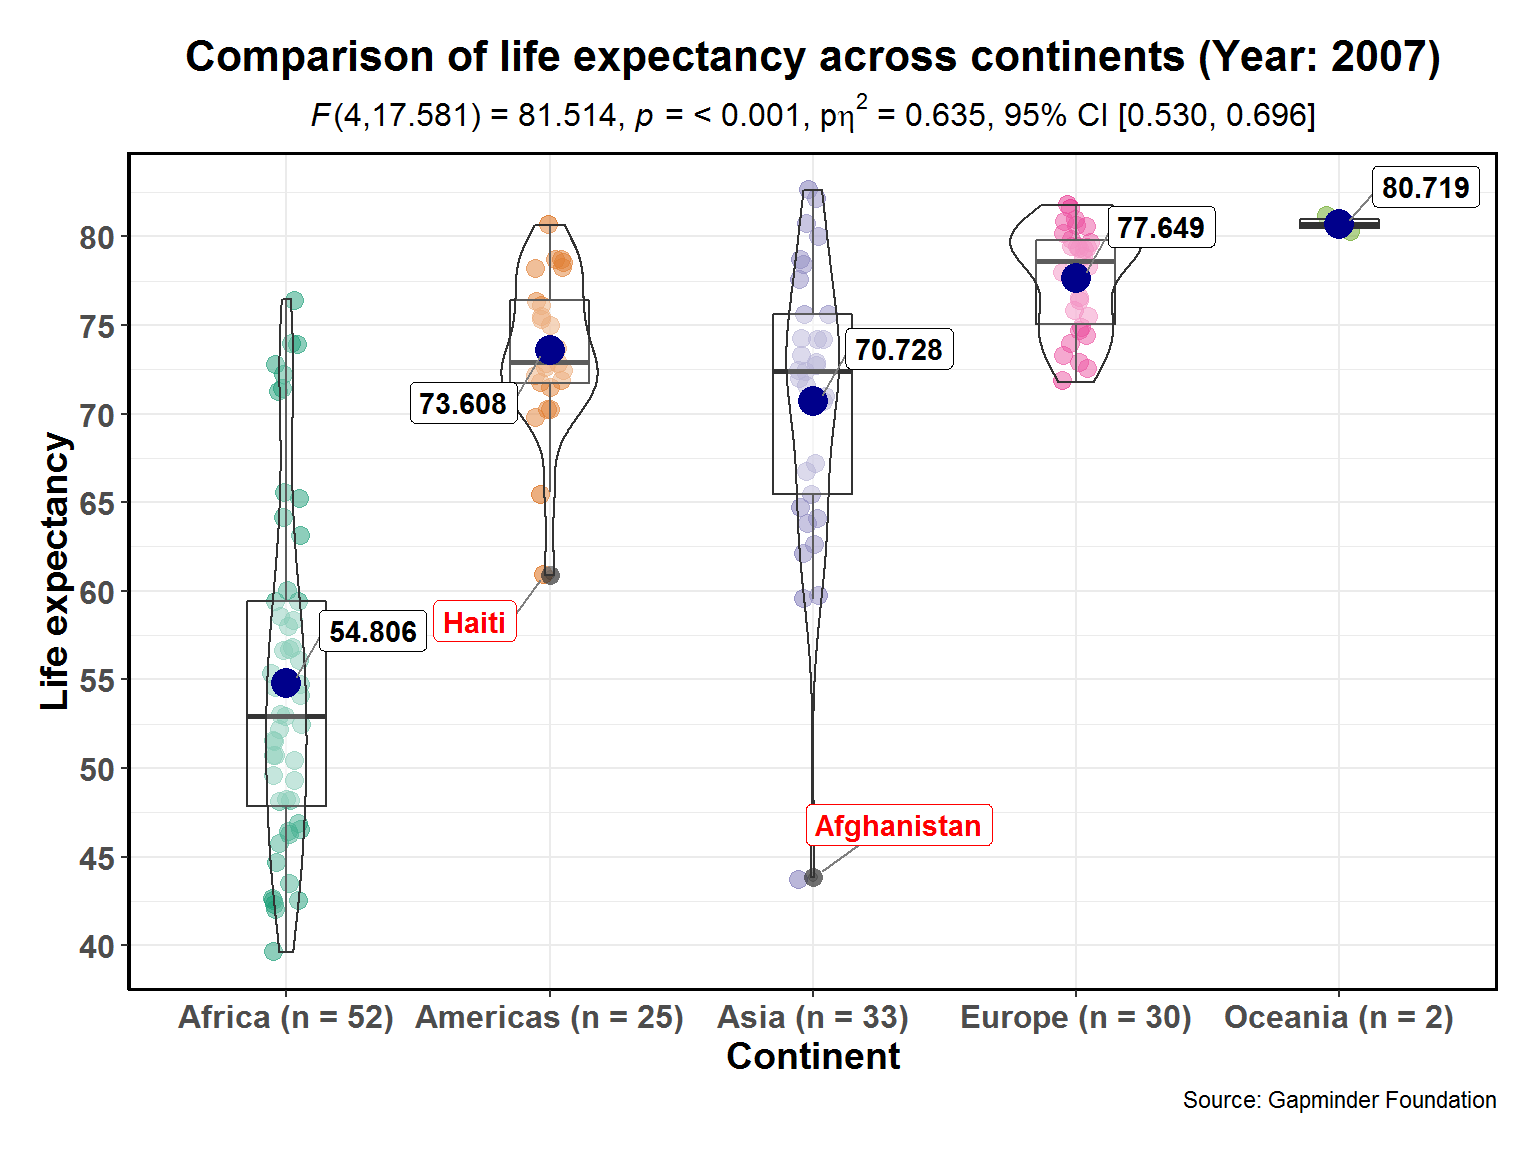 Comparison of life expectancy across continents (Year: 2007)
F(4,17.581) = 81.514, p = < 0.001, pη² = 0.635, 95% CI [0.530, 0.696]
Life expectancy
80
75
70
65
60
55
50
45
40
54.806
73.608
Haiti
70.728
Afghanistan
77.649
80.719
Africa (n = 52) Americas (n = 25) Asia (n = 33) Europe (n = 30) Oceania (n = 2)
Continent
Source: Gapminder Foundation